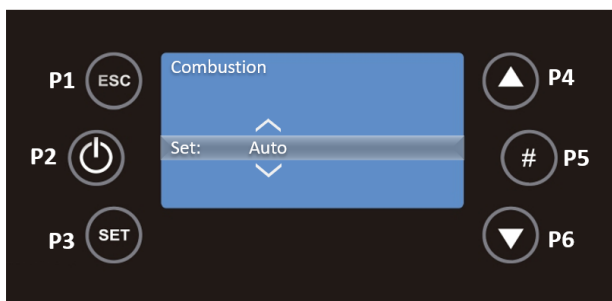 P1 ESC
Combustion
P4
P2
Set: Auto
# P5
P3 SET
P6